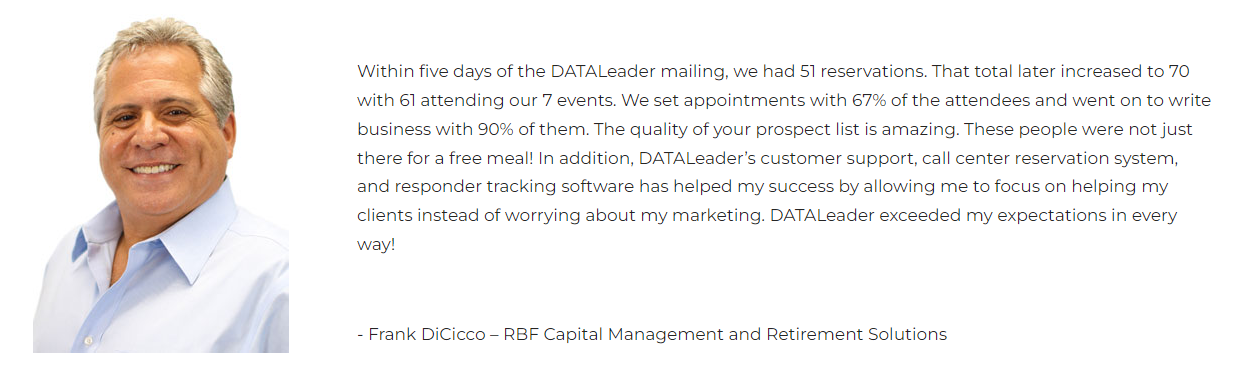 Within five days of the DATALeader mailing, we had 51 reservations. That total later increased to 70
with 61 attending our 7 events. We set appointments with 67% of the attendees and went on to write
business with 90% of them. The quality of your prospect list is amazing. These people were not just
there for a free meal! In addition, DATALeader’s customer support, call center reservation system,
and responder tracking software has helped my success by allowing me to focus on helping my
clients instead of worrying about my marketing. DATALeader exceeded my expectations in every
way!
- Frank DiCicco – RBF Capital Management and Retirement Solutions